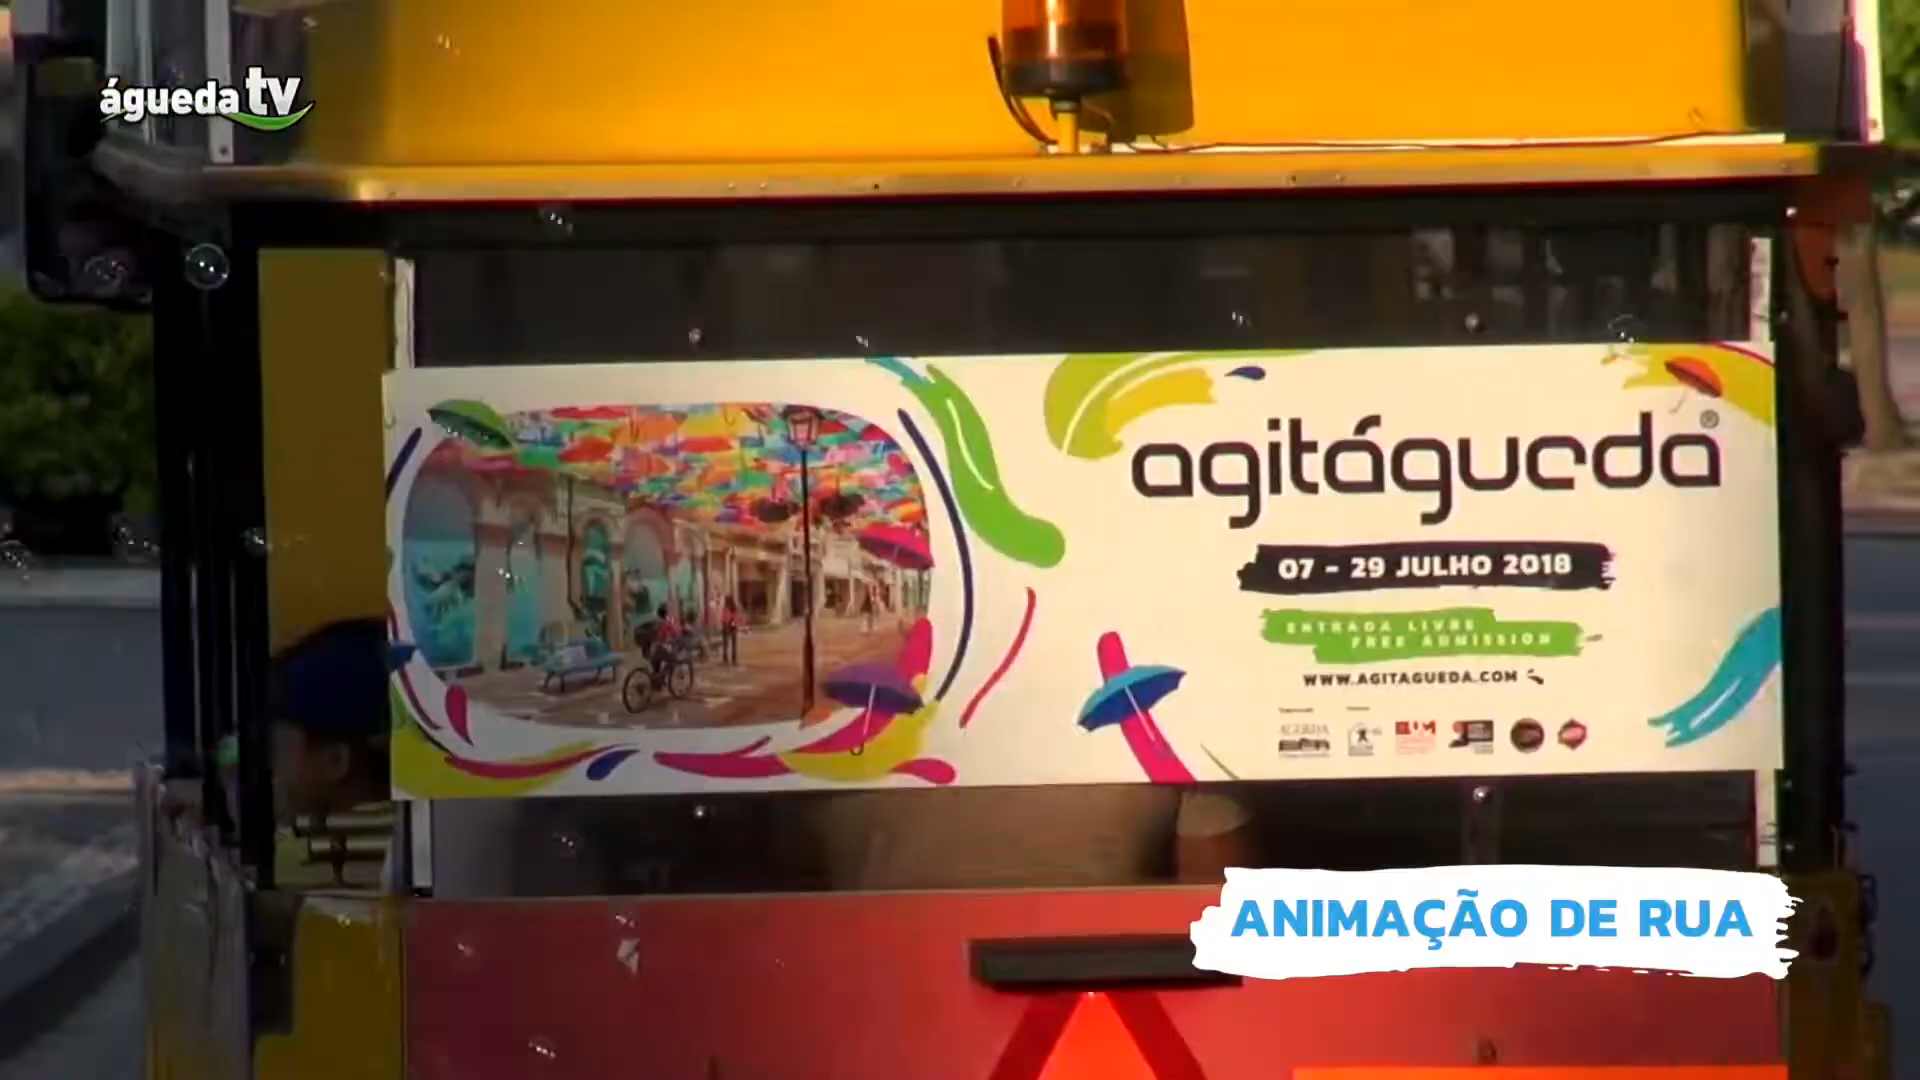 águeda tv
agitágueda®
07 - 29 JULHO 2018
ENTRADA LIVRE
FREE ADMISSION
WWW.AGITAGUEDA.COM
ANIMAÇÃO DE RUA